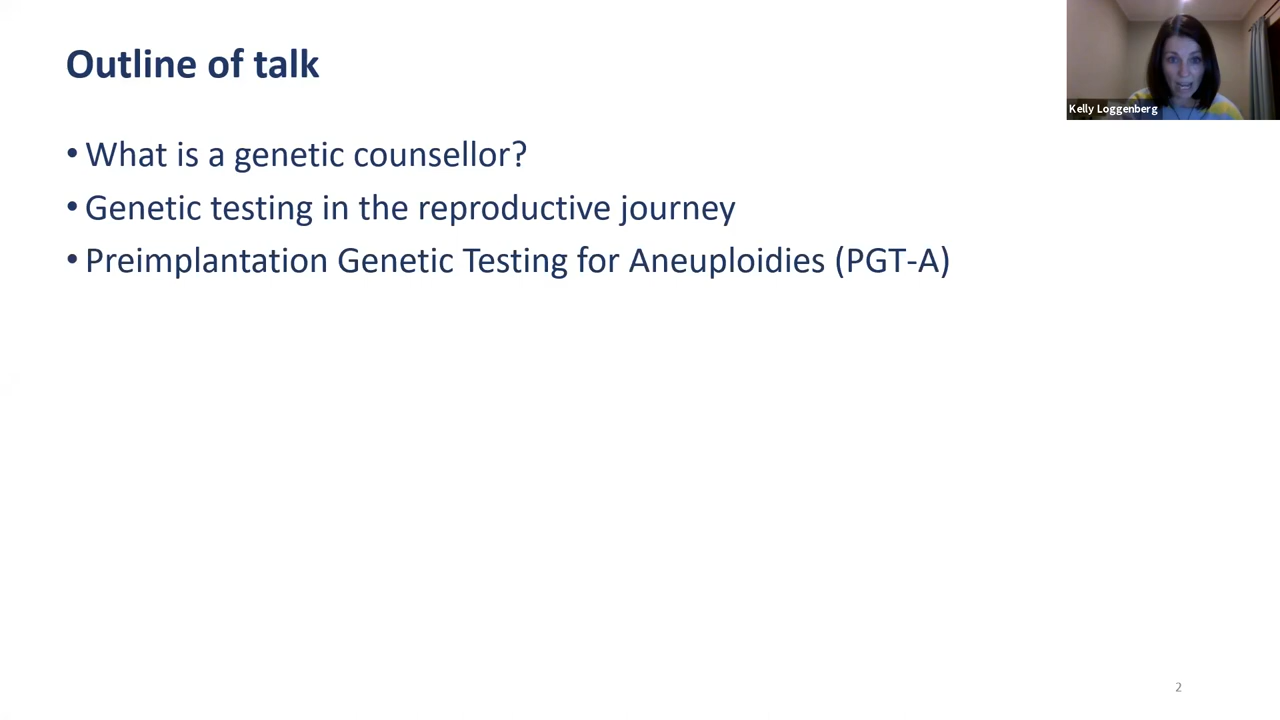 Outline of talk
Kelly Loggenberg
• What is a genetic counsellor?
• Genetic testing in the reproductive journey
• Preimplantation Genetic Testing for Aneuploidies (PGT-A)
2